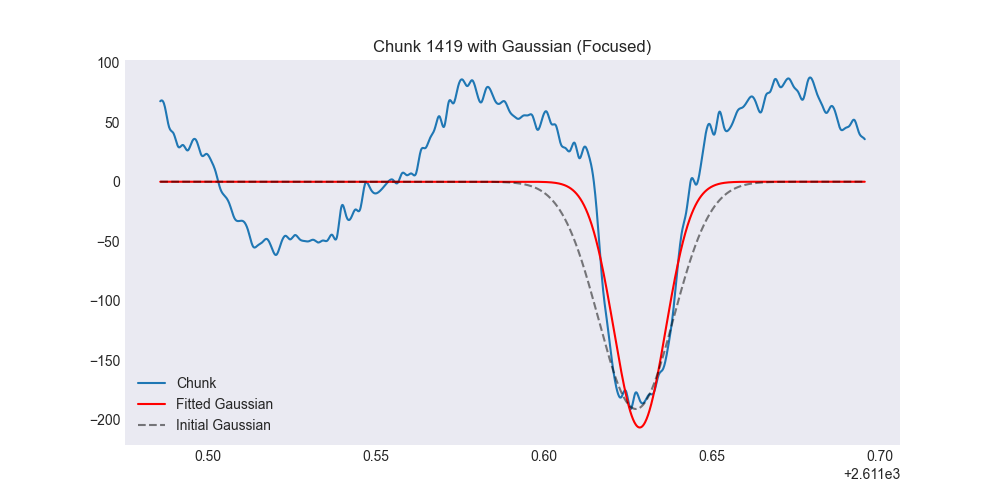 Chunk 1419 with Gaussian (Focused)
100
50
0
−50
−100
−150
−200
Chunk
Fitted Gaussian
Initial Gaussian
0.50 0.55 0.60 0.65 0.70
+2.611e3